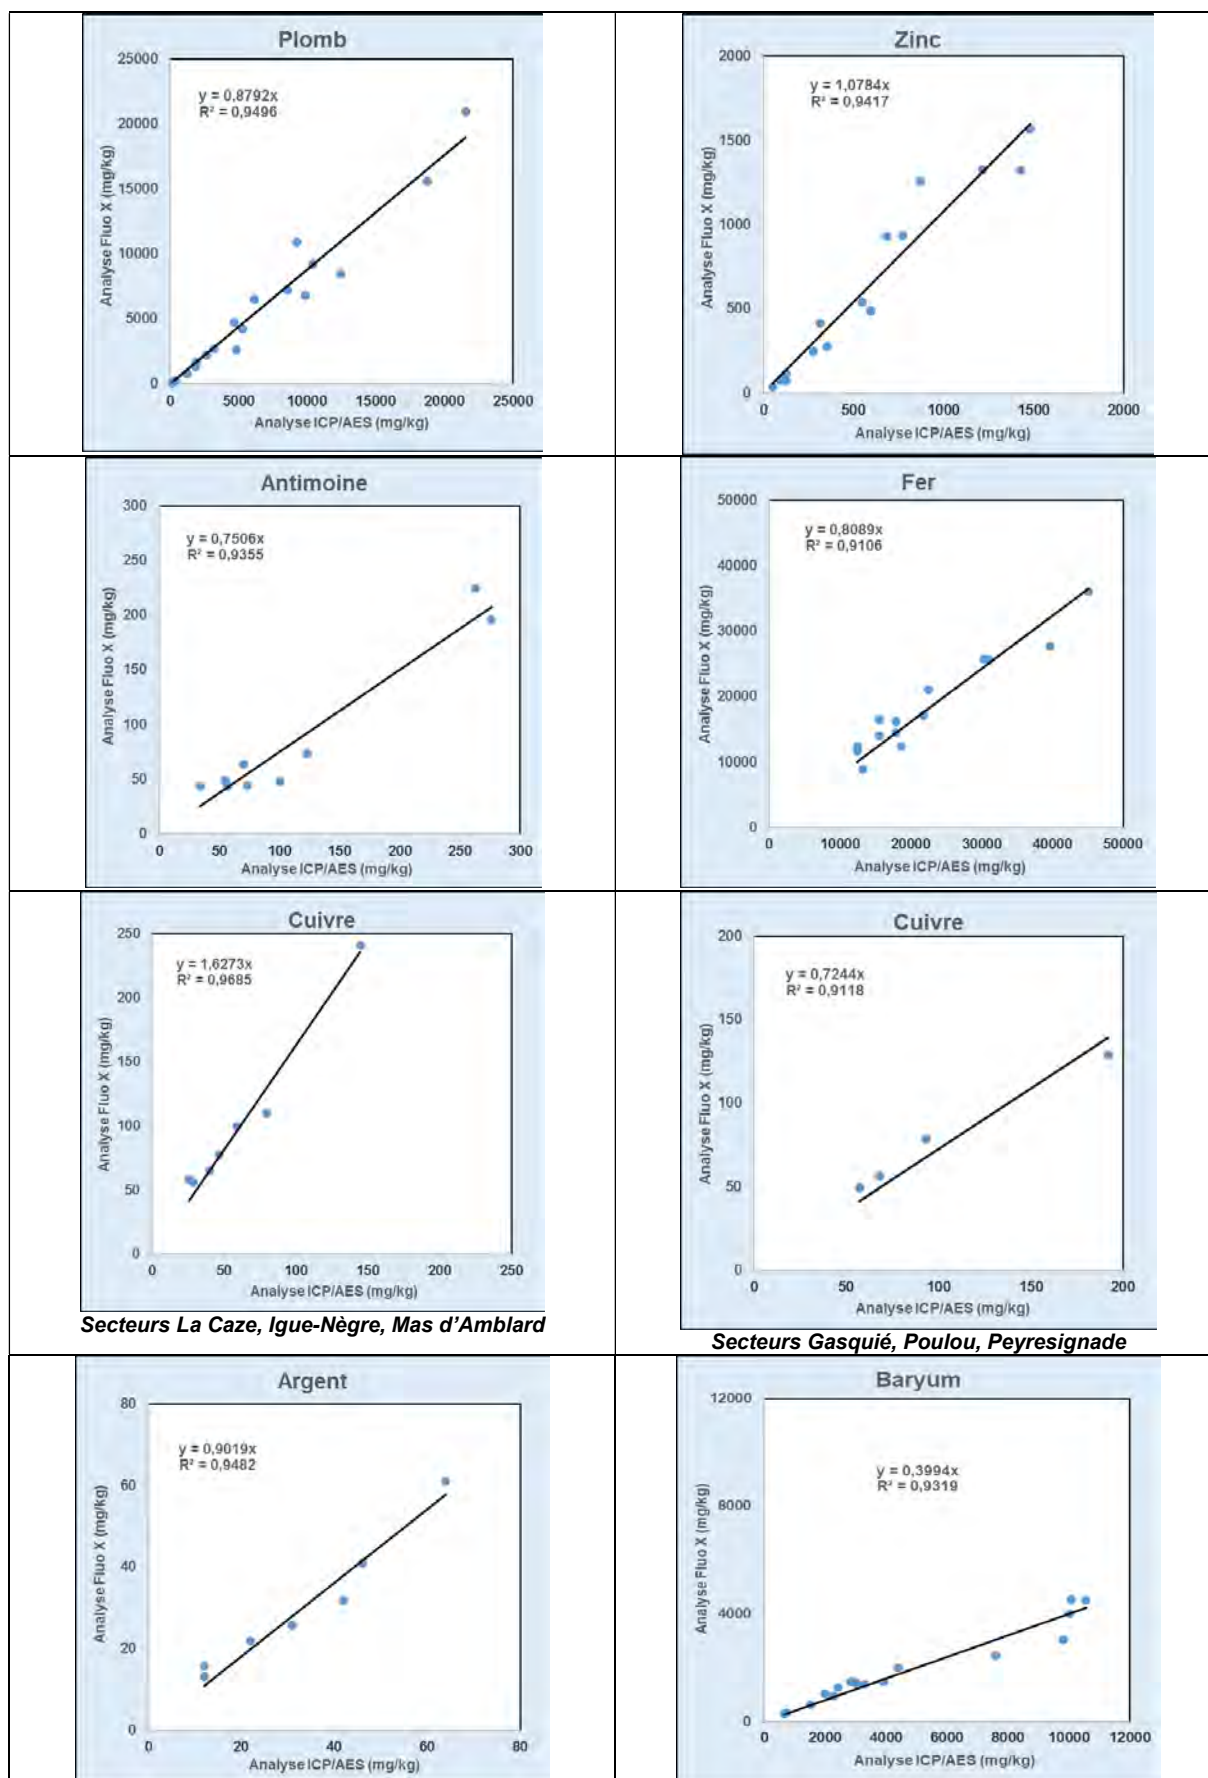 Plomb
25000
y = 0,8792x
R² = 0,9496
20000
15000
10000
5000
0
Analyse Fluo X (mg/kg)
0 5000 10000 15000 20000 25000
Analyse ICP/AES (mg/kg)
Zinc
2000
y = 1,0784x
R² = 0,9417
1500
1000
500
0
Analyse Fluo X (mg/kg)
0 500 1000 1500 2000
Analyse ICP/AES (mg/kg)
Antimoine
300
y = 0,7506x
R² = 0,9355
250
200
150
100
50
0
Analyse Fluo X (mg/kg)
0 50 100 150 200 250 300
Analyse ICP/AES (mg/kg)
Fer
50000
y = 0,8089x
R² = 0,9106
40000
30000
20000
10000
0
Analyse Fluo X (mg/kg)
0 10000 20000 30000 40000 50000
Analyse ICP/AES (mg/kg)
Cuivre
250
y = 1,6273x
R² = 0,9685
200
150
100
50
0
Analyse Fluo X (mg/kg)
0 50 100 150 200 250
Analyse ICP/AES (mg/kg)
Secteurs La Caze, Igue-Nègre, Mas d'Amblard
Cuivre
200
y = 0,7244x
R² = 0,9118
150
100
50
0
Analyse Fluo X (mg/kg)
0 50 100 150 200
Analyse ICP/AES (mg/kg)
Secteurs Gasquié, Poulou, Peyresignade
Argent
80
y = 0,9019x
R² = 0,9482
60
40
20
0
Analyse Fluo X (mg/kg)
0 20 40 60 80
Analyse ICP/AES (mg/kg)
Baryum
12000
y = 0,3994x
R² = 0,9319
8000
4000
0
Analyse Fluo X (mg/kg)
0 2000 4000 6000 8000 10000 12000
Analyse ICP/AES (mg/kg)